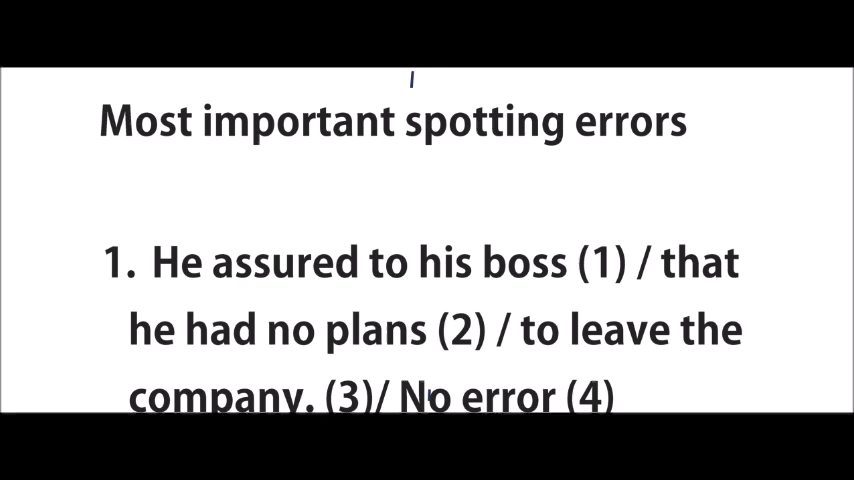 Most important spotting errors
1. He assured to his boss (1) / that
he had no plans (2) / to leave the
company. (3)/ No error (4)